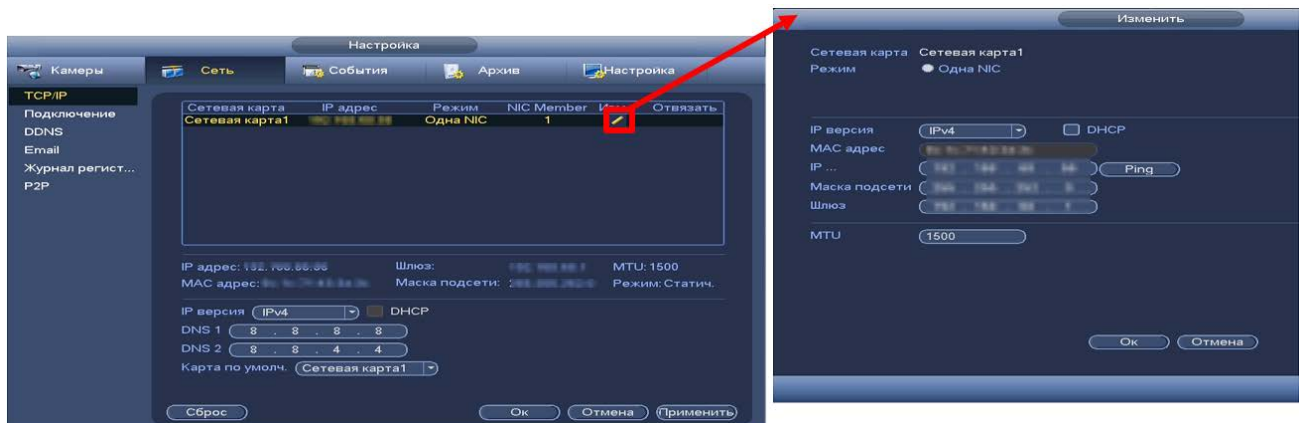 Настройка
Камеры Сеть События Архив Настройка
TCP/IP
Подключение
DDNS
Email
Журнал регист...
P2P
Сетевая карта IP адрес Режим NIC Member Отвязать
Сетевая карта1 Одна NIC 1
IP адрес: Шлюз: MTU: 1500
MAC адрес: Маска подсети: Режим: Статич.
IP версия IPv4 DHCP
DNS 1 8 . 8 . 8 . 8
DNS 2 8 . 8 . 4 . 4
Карта по умолч. Сетевая карта1
Сброс Ок Отмена Применить
Изменить
Сетевая карта Сетевая карта1
Режим Одна NIC
IP версия IPv4 DHCP
MAC адрес
IP ... Ping
Маска подсети
Шлюз
MTU 1500
Ок Отмена